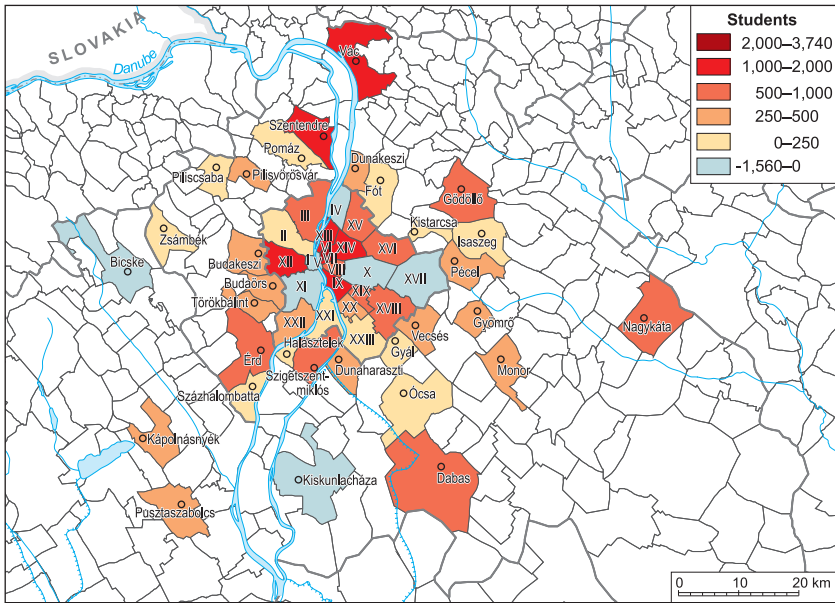 SLOVAKIA
Danube
Students
2,000–3,740
1,000–2,000
500–1,000
250–500
0–250
-1,560–0
Vác
Szentendre
Pomáz
Piliscsaba
Pilisvörösvár
Dunakeszi
Fót
Gödöllő
Kistarcsa
Isaszeg
Pécel
Zsámbék
Bicske
Budakeszi
Budaörs
Törökbálint
III
IV
XV
II
XIII
XIV
XVI
VI
VII
XII
I
V
VIII
X
XVII
IX
XI
XIX
XX
XVIII
XXI
XXII
XXIII
Halásztelek
Érd
Szigetszent-
miklós
Százhalombatta
Dunaharaszti
Gyál
Vecsés
Gyömrő
Monor
Nagykáta
Ócsa
Dabas
Kápolnásnyék
Pusztaszabolcs
Kiskunlacháza
0 10 20 km